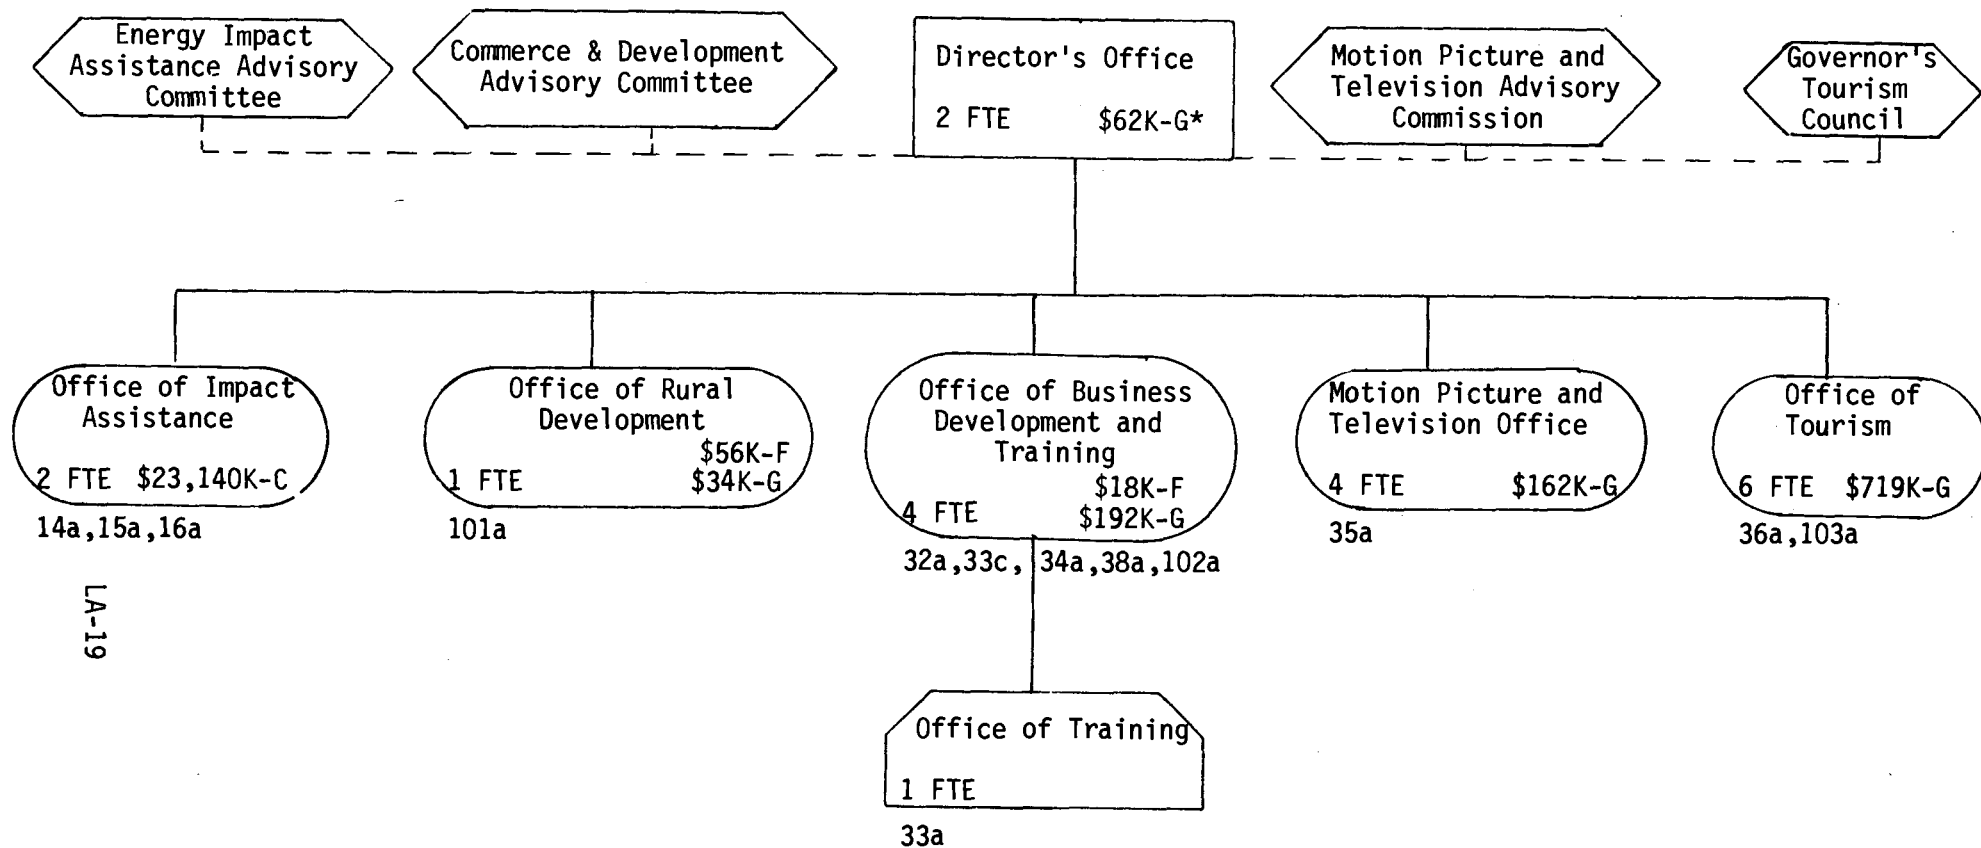 Energy Impact
Assistance Advisory
Committee
Commerce & Development
Advisory Committee
Director's Office
2 FTE $62K-G*
Motion Picture and
Television Advisory
Commission
Governor's
Tourism
Council
Office of Impact
Assistance
2 FTE $23,140K-C
14a,15a,16a
Office of Rural
Development
$56K-F
1 FTE $34K-G
101a
Office of Business
Development and
Training
$18K-F
4 FTE $192K-G
32a,33c, 34a,38a,102a
Motion Picture and
Television Office
4 FTE $162K-G
35a
Office of
Tourism
6 FTE $719K-G
36a,103a
LA-19
Office of Training
1 FTE
33a